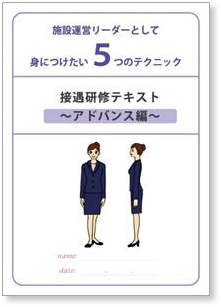 施設運営リーダーとして
身につけたい 5 つのテクニック
接遇研修テキスト
～アドバンス編～
name:
date: . .